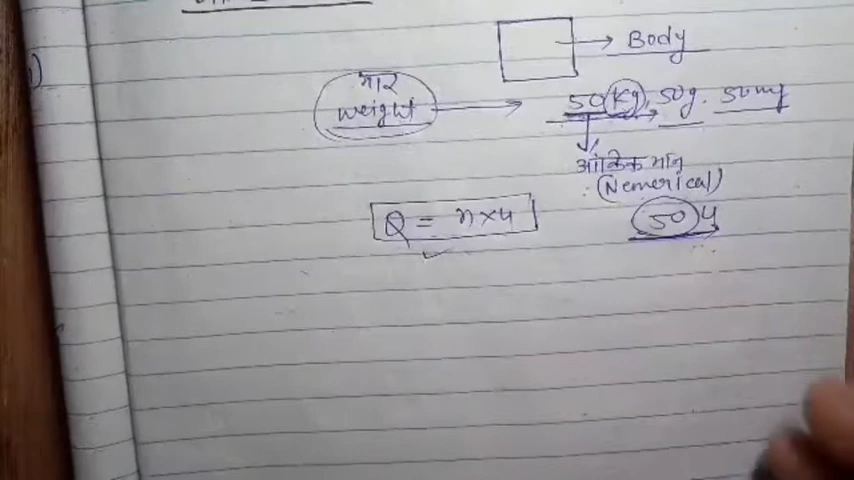 → Body
भार
weight → 50 Kg, 50g. 50mg
आंकिक मान
(Nemerical)
Q = n×u
50 u